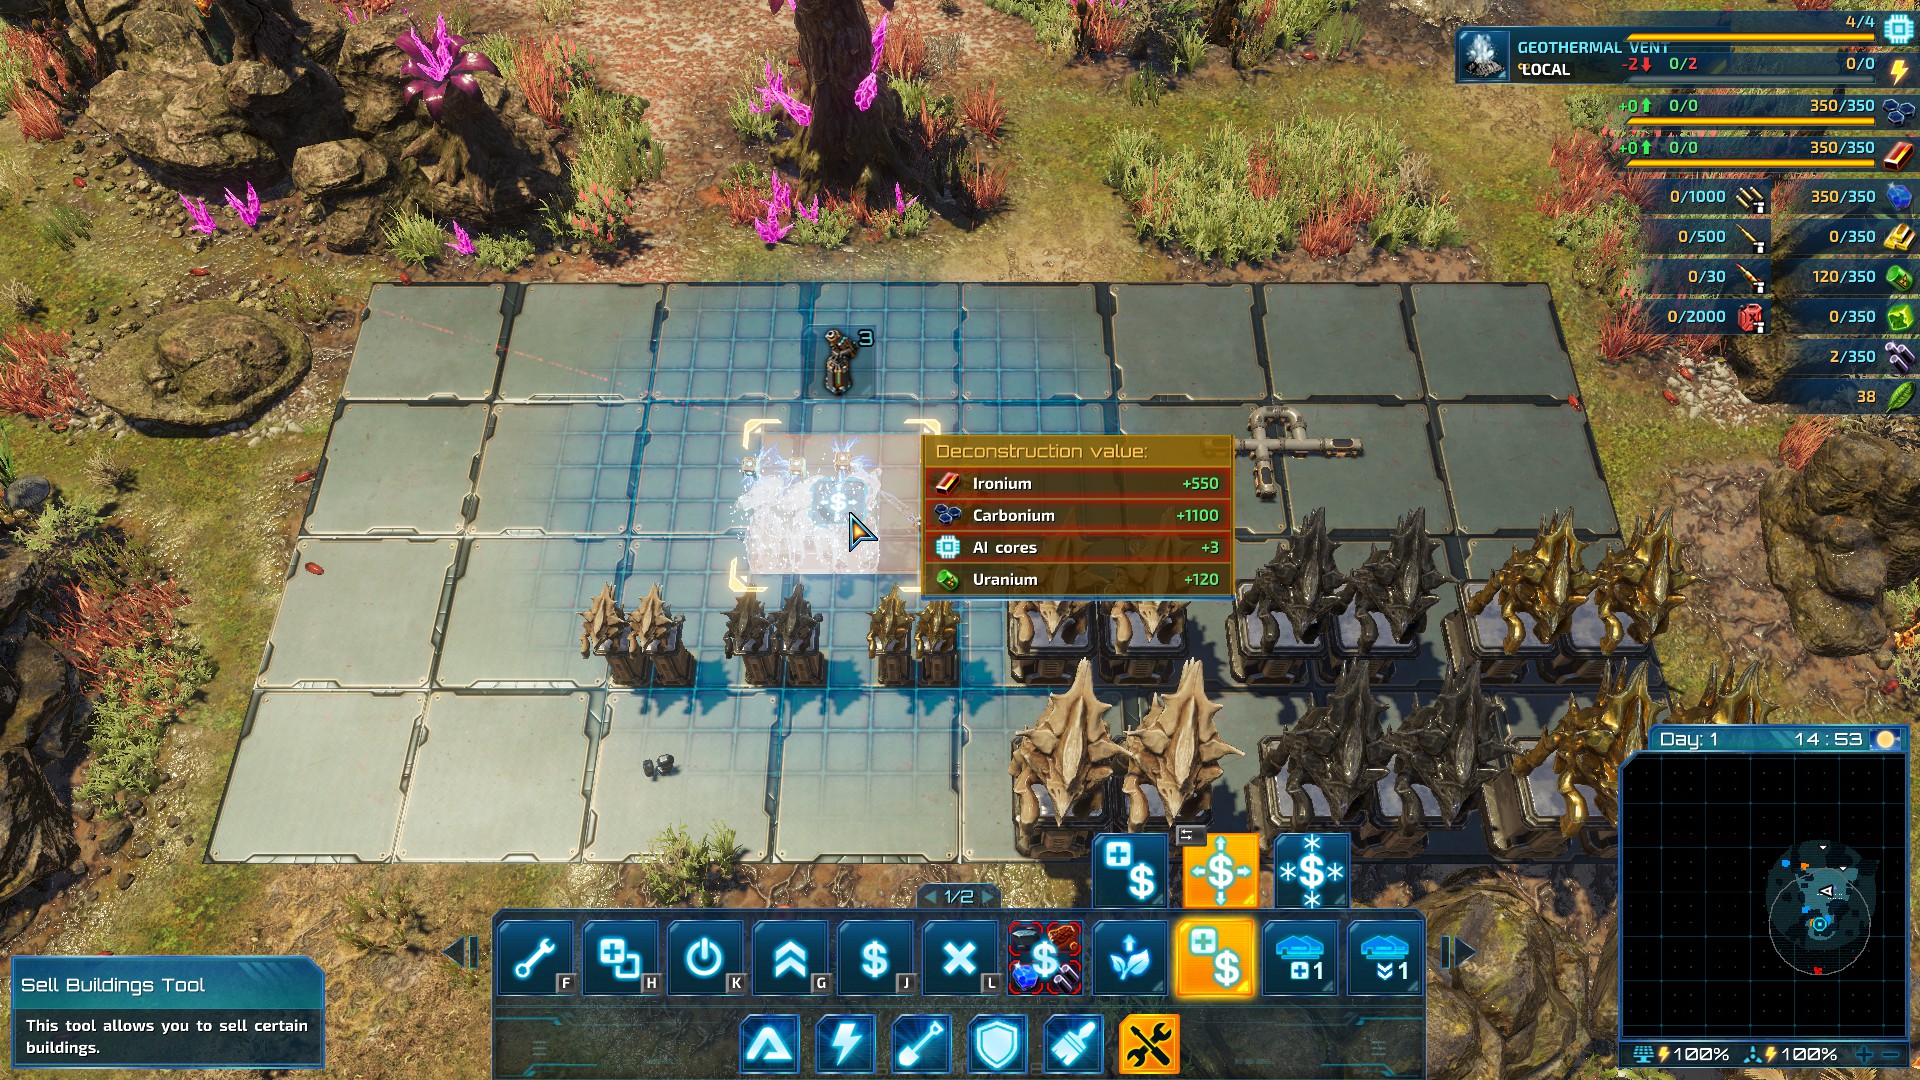 4/4
GEOTHERMAL VENT
LOCAL
-2 0/2 0/0
+0 0/0 350/350
+0 0/0 350/350
0/1000 350/350
0/500 0/350
0/30 120/350
0/2000 0/350
2/350
38
3
Deconstruction value:
Ironium +550
Carbonium +1100
AI cores +3
Uranium +120
Day: 1 14:53
$
$
$
1/2
F
H
K
G
$ J
L
$
$
1
1
Sell Buildings Tool
This tool allows you to sell certain
buildings.
100% 100%